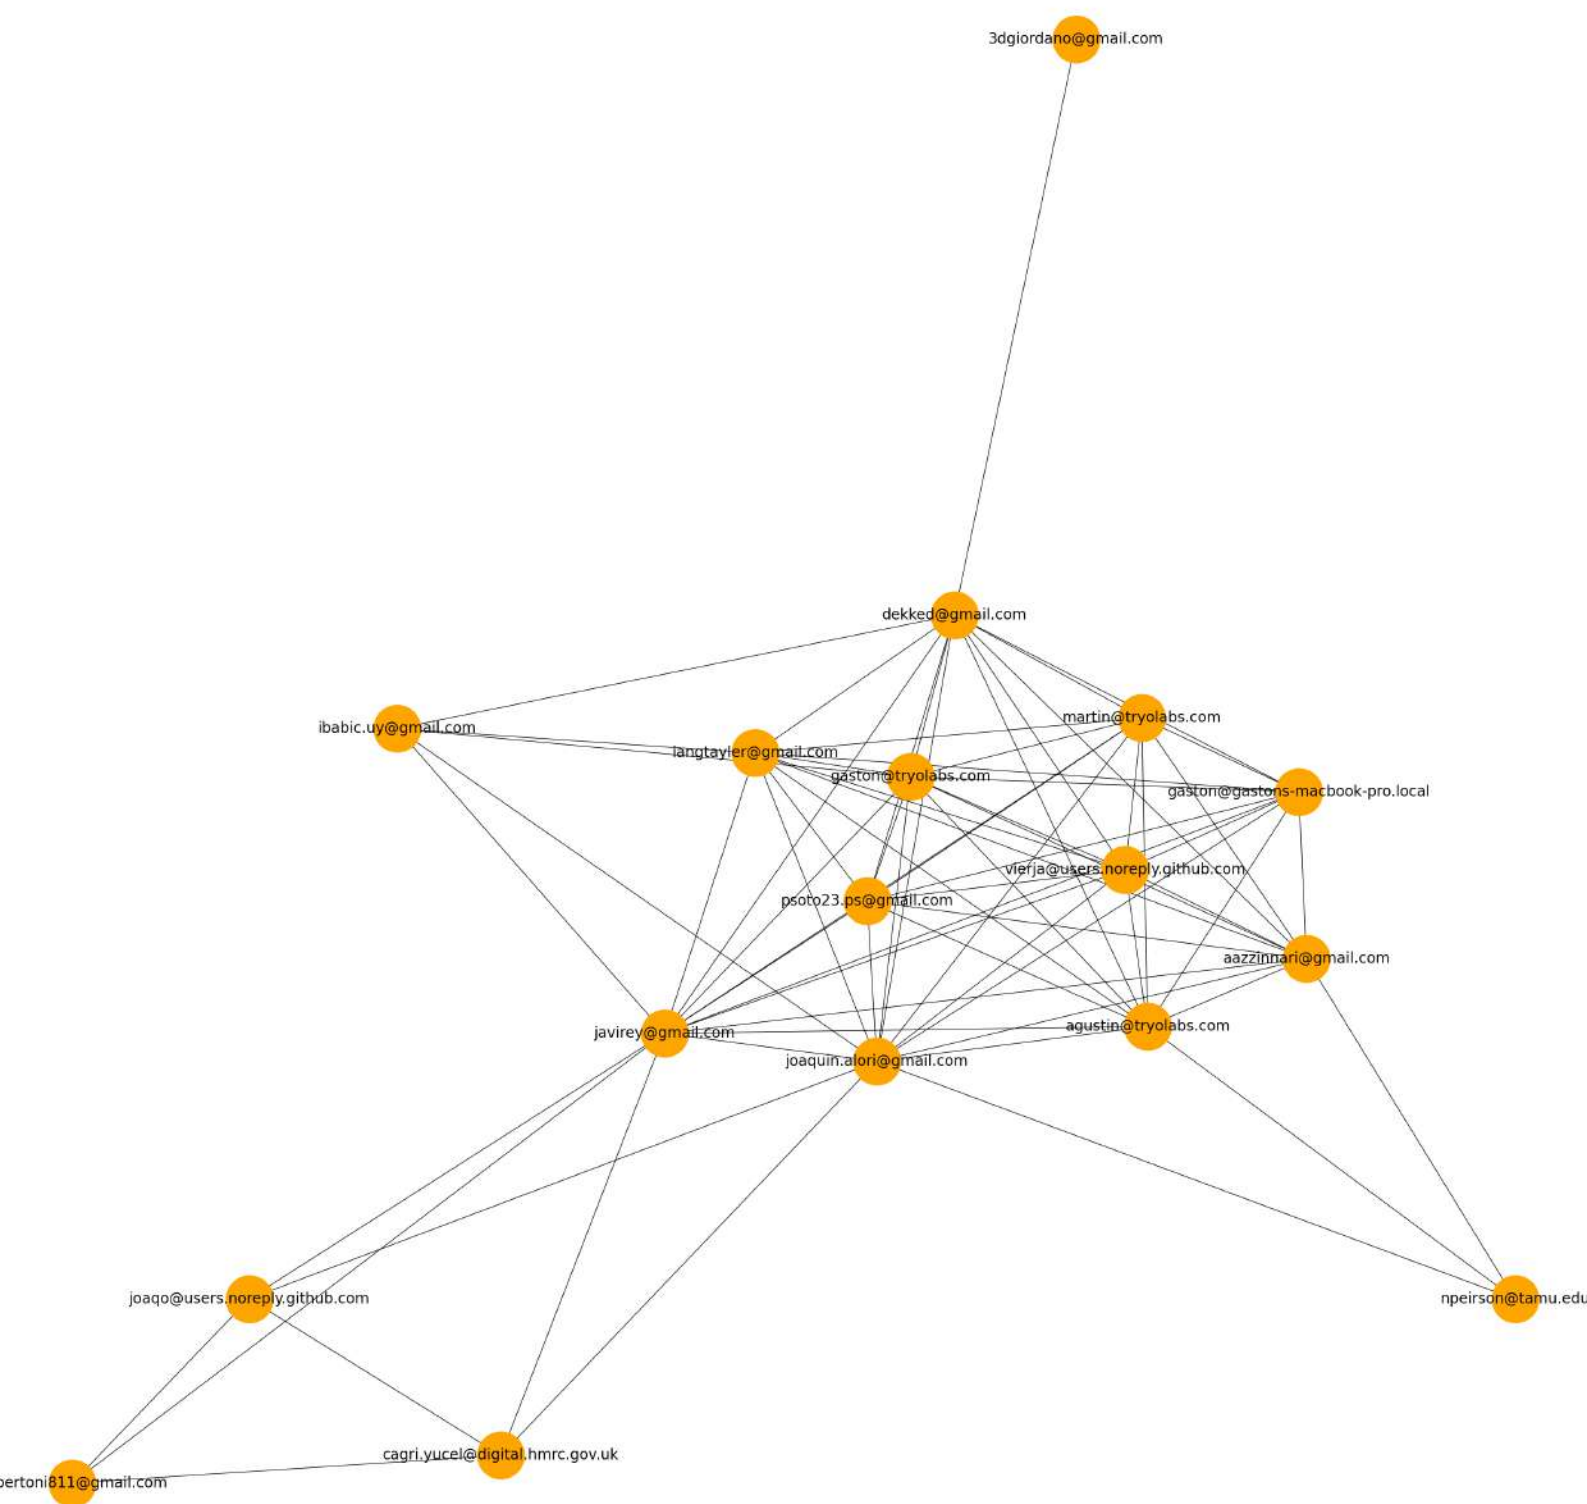 3dgiordano@gmail.com
dekked@gmail.com
martin@tryolabs.com
ibabic.uy@gmail.com
langtayler@gmail.com
gaston@tryolabs.com
gaston@gastons-macbook-pro.local
vierja@users.noreply.github.com
psoto23.ps@gmail.com
aazzinnari@gmail.com
agustin@tryolabs.com
javirey@gmail.com
joaquin.alori@gmail.com
joaqo@users.noreply.github.com
npeirson@tamu.edu
cagri.yucel@digital.hmrc.gov.uk
bertoni811@gmail.com